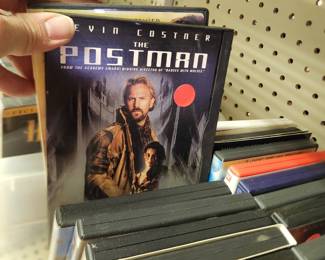 EVIN COSTNER
THE
POSTMAN
FROM THE ACADEMY AWARD WINNING DIRECTOR OF "DANCES WITH WOLVES"